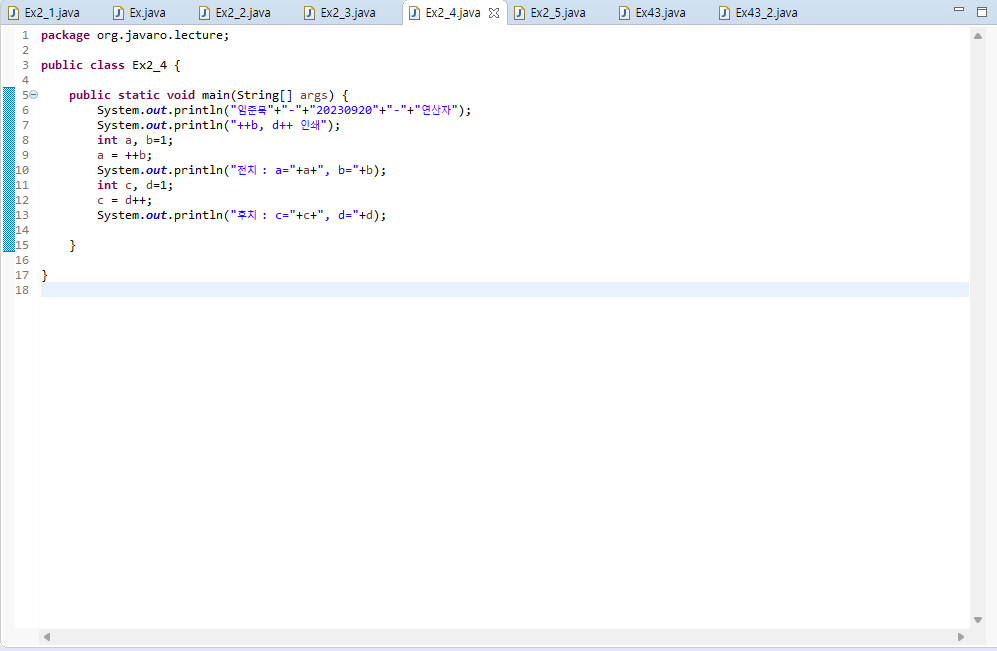 Ex2_1.java Ex.java Ex2_2.java Ex2_3.java Ex2_4.java Ex2_5.java Ex43.java Ex43_2.java
1 package org.javaro.lecture;
2
3 public class Ex2_4 {
4
5 public static void main(String[] args) {
6 System.out.println("임준묵"+"-"+"20230920"+"-"+"연산자");
7 System.out.println("++b, d++ 인쇄");
8 int a, b=1;
9 a = ++b;
10 System.out.println("전치 : a="+a+", b="+b);
11 int c, d=1;
12 c = d++;
13 System.out.println("후치 : c="+c+", d="+d);
14
15 }
16
17 }
18